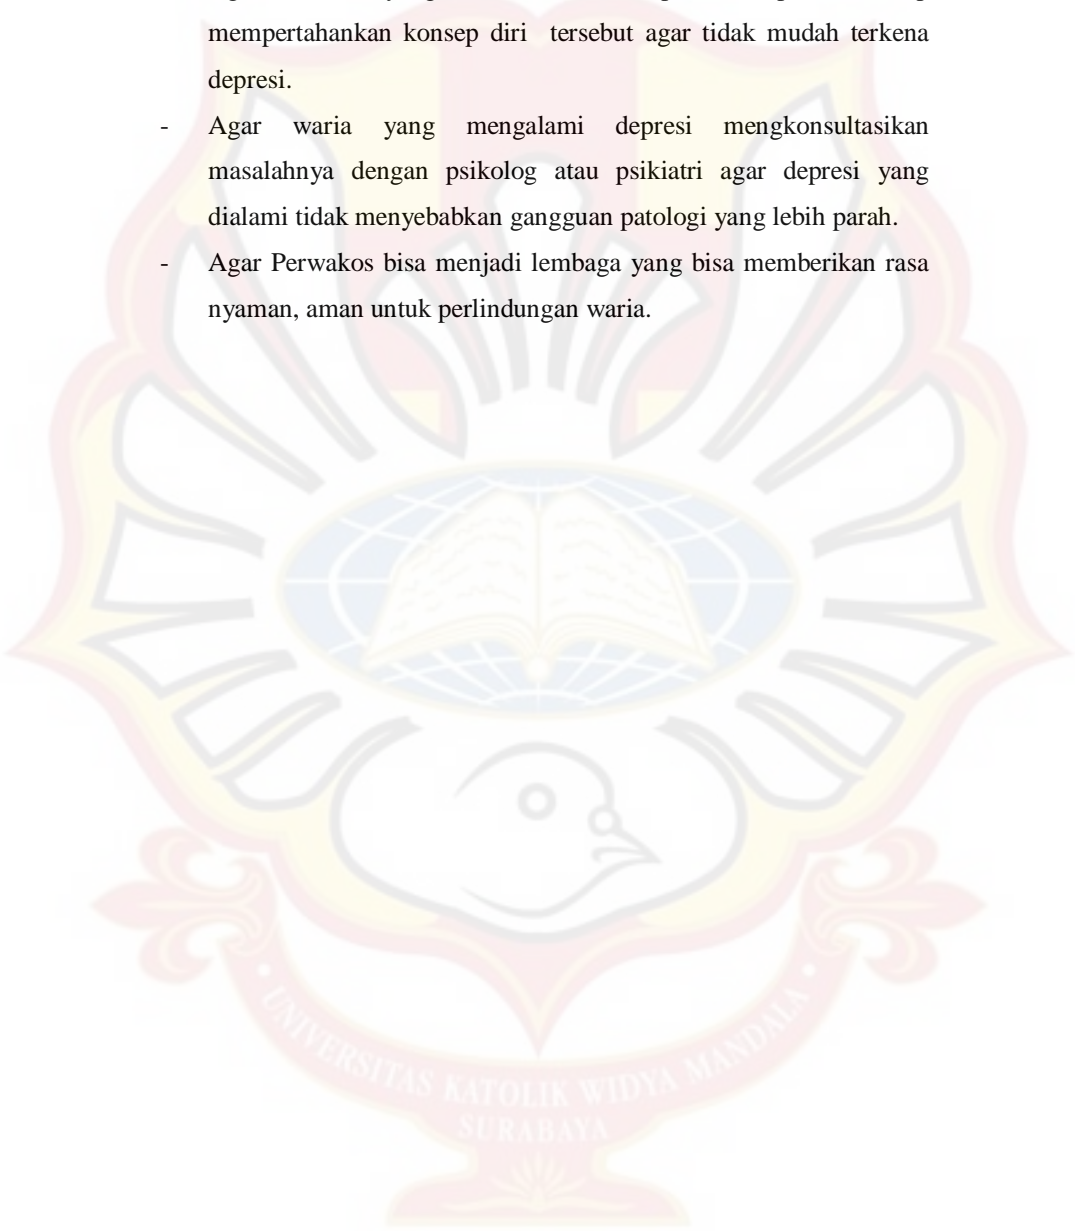 mempertahankan konsep diri tersebut agar tidak mudah terkena
depresi.
- Agar waria yang mengalami depresi mengkonsultasikan
masalahnya dengan psikolog atau psikiatri agar depresi yang
dialami tidak menyebabkan gangguan patologi yang lebih parah.
- Agar Perwakos bisa menjadi lembaga yang bisa memberikan rasa
nyaman, aman untuk perlindungan waria.
UNIVERSITAS KATOLIK WIDYA MANDALA
SURABAYA